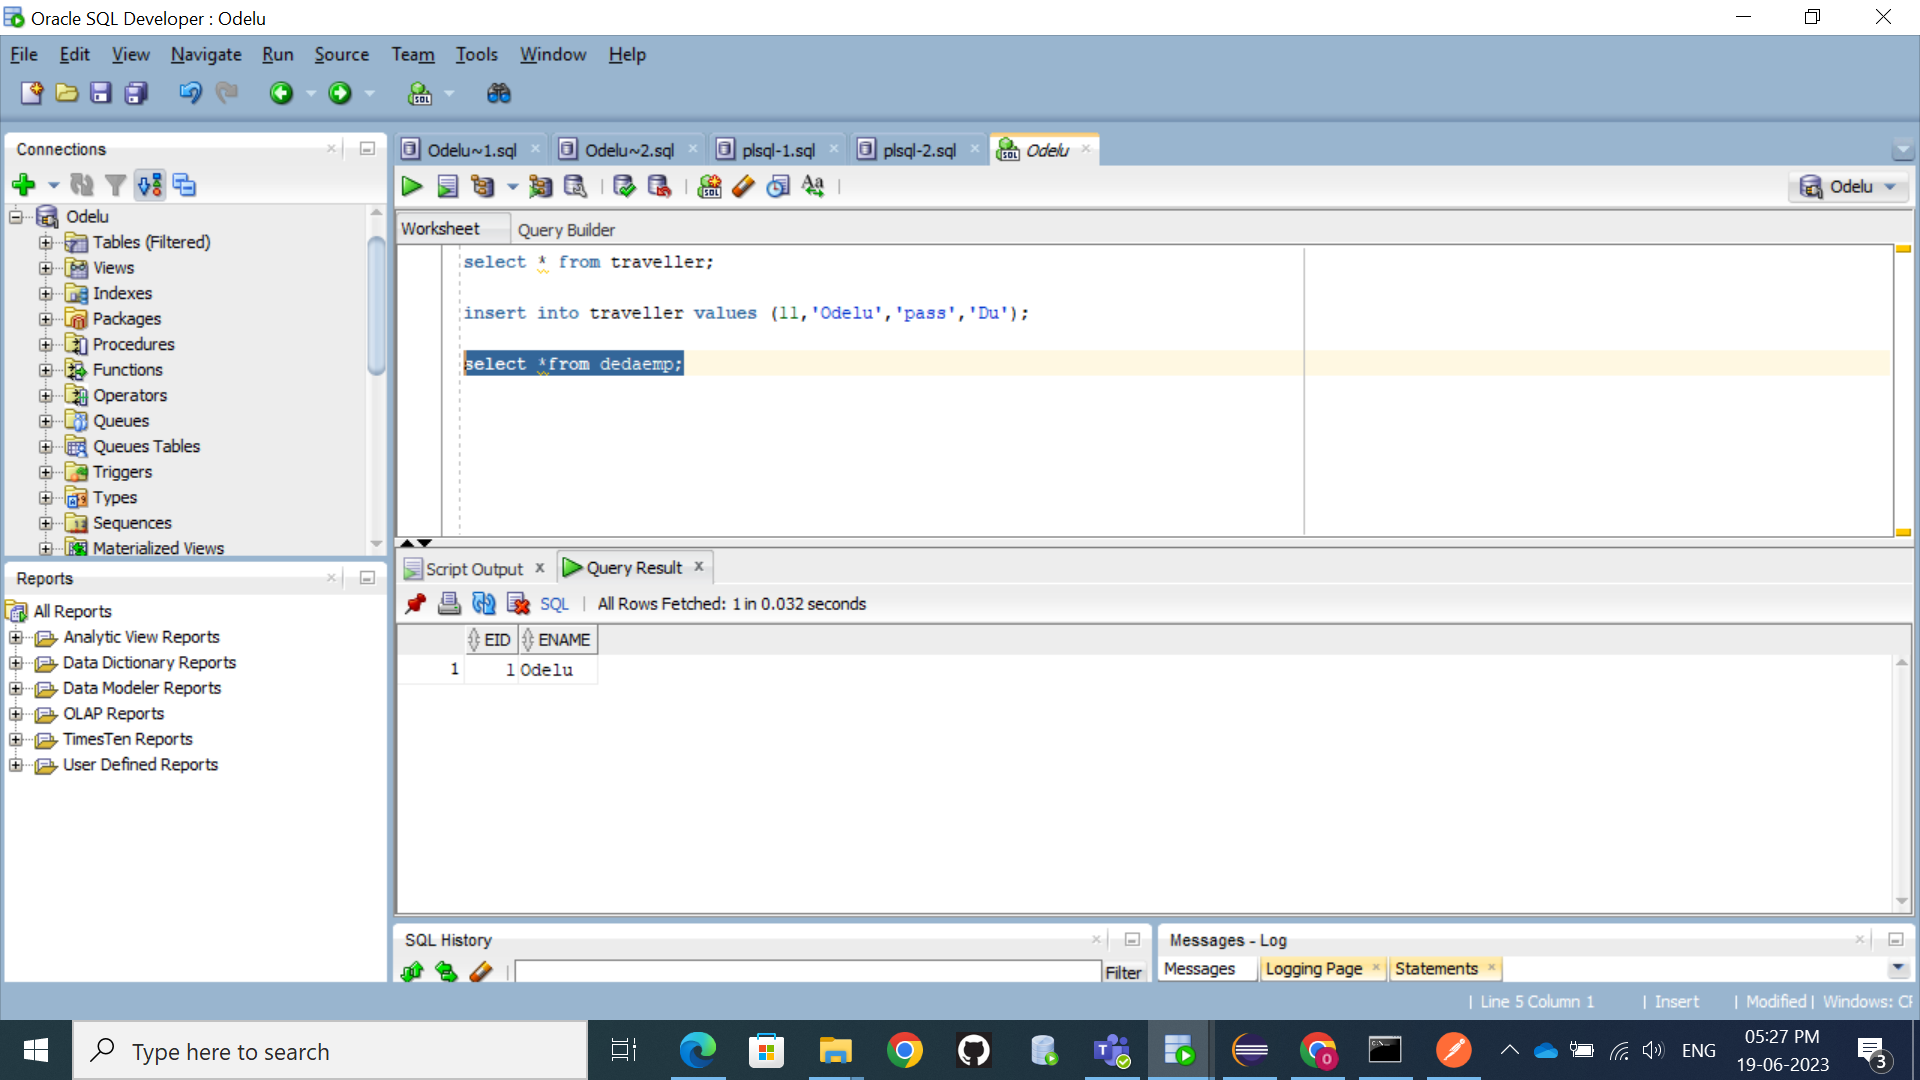 Oracle SQL Developer : Odelu
File Edit View Navigate Run Source Team Tools Window Help
Connections
Odelu
Tables (Filtered)
Views
Indexes
Packages
Procedures
Functions
Operators
Queues
Queues Tables
Triggers
Types
Sequences
Materialized Views
Reports
All Reports
Analytic View Reports
Data Dictionary Reports
Data Modeler Reports
OLAP Reports
TimesTen Reports
User Defined Reports
Odelu~1.sql Odelu~2.sql plsql-1.sql plsql-2.sql Odelu
Odelu
Worksheet Query Builder
select * from traveller;
insert into traveller values (11,'Odelu','pass','Du');
select *from dedaemp;
Script Output x Query Result x
SQL | All Rows Fetched: 1 in 0.032 seconds
EID ENAME
1 1 Odelu
SQL History
Filter
Messages - Log
Messages Logging Page Statements
| Line 5 Column 1 | Insert | Modified | Windows: CF
Type here to search
ENG
05:27 PM
19-06-2023
3